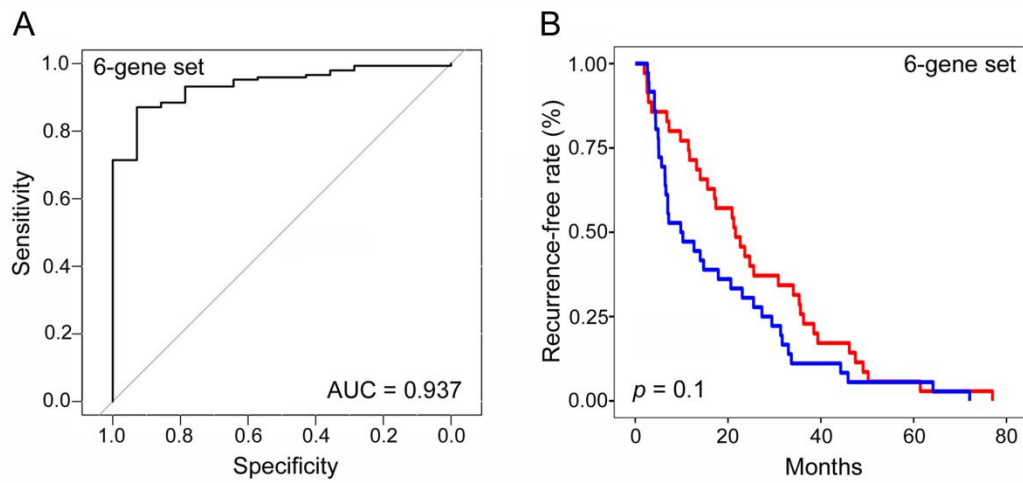 A
6-gene set
1.0
0.8
0.6
0.4
0.2
0.0
Sensitivity
AUC = 0.937
1.0 0.8 0.6 0.4 0.2 0.0
Specificity
B
6-gene set
1.00
0.75
0.50
0.25
0.00
Recurrence-free rate (%)
p = 0.1
0 20 40 60 80
Months